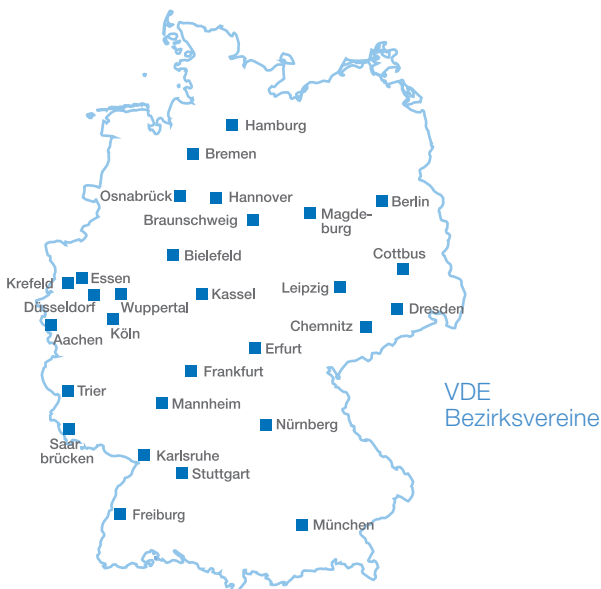 Hamburg
Bremen
Osnabrück
Hannover
Berlin
Braunschweig
Magde-
burg
Bielefeld
Cottbus
Krefeld
Essen
Leipzig
Kassel
Düsseldorf
Wuppertal
Dresden
Köln
Chemnitz
Aachen
Erfurt
Frankfurt
Trier
VDE
Bezirksvereine
Mannheim
Nürnberg
Saar
brücken
Karlsruhe
Stuttgart
Freiburg
München